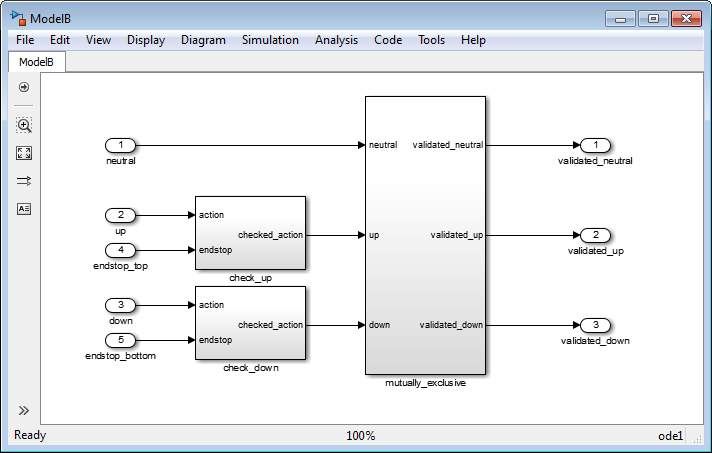 ModelB
File Edit View Display Diagram Simulation Analysis Code Tools Help
ModelB
1
neutral
neutral
validated_neutral
1
validated_neutral
2
up
action
checked_action
up
validated_up
2
validated_up
4
endstop_top
endstop
check_up
3
down
action
checked_action
down
validated_down
3
validated_down
5
endstop_bottom
endstop
check_down
mutually_exclusive
Ready 100% ode1